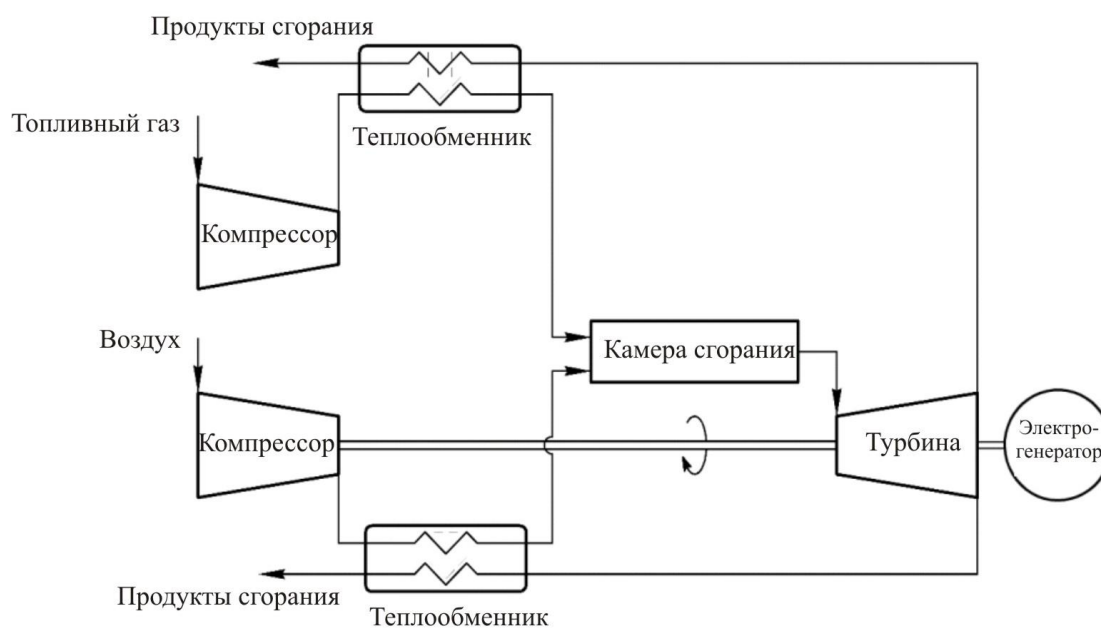 Продукты сгорания
Теплообменник
Топливный газ
Компрессор
Воздух
Камера сгорания
Компрессор
Турбина
Электро-
генератор
Продукты сгорания
Теплообменник